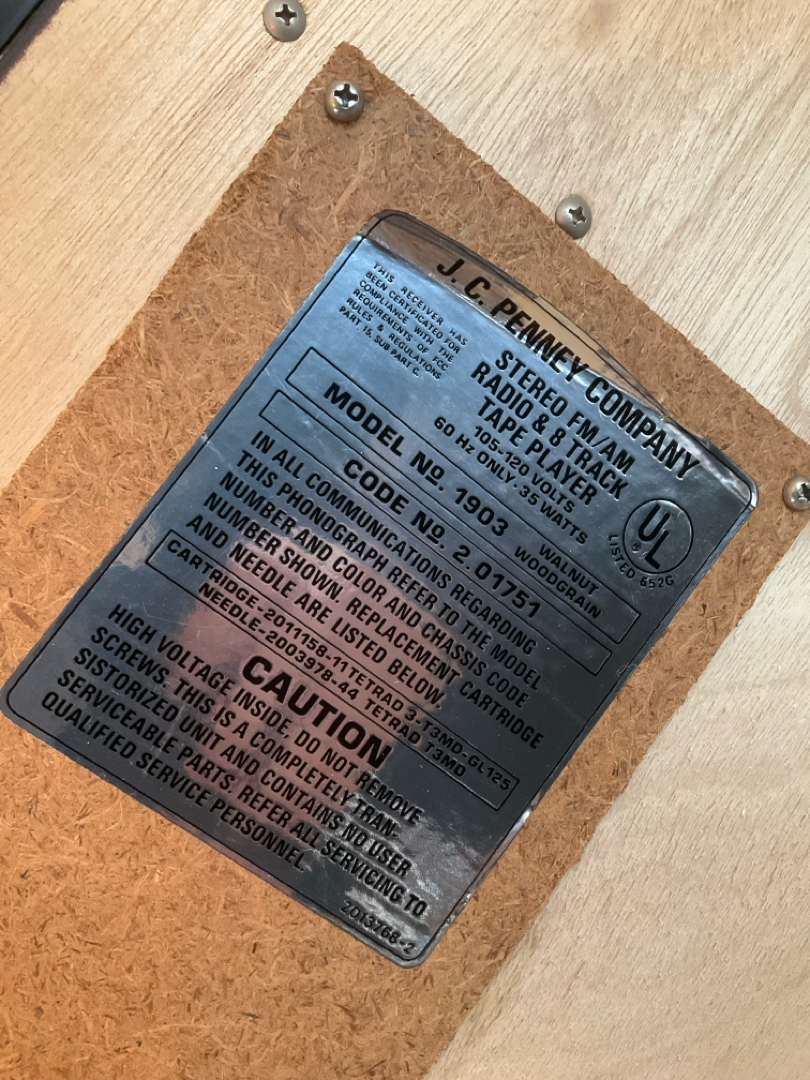 J. C. PENNEY COMPANY
THIS RECEIVER HAS
BEEN CERTIFICATED FOR
COMPLIANCE WITH THE
REQUIREMENTS OF FCC
RULES & REGULATIONS
PART 15, SUB PART C.
STEREO FM/AM
RADIO & 8 TRACK
TAPE PLAYER
105-120 VOLTS
60 Hz ONLY. 35 WATTS
UL
®
LISTED 652G
MODEL Nº. 1903 WALNUT WOODGRAIN
CODE Nº. 2.01751
IN ALL COMMUNICATIONS REGARDING
THIS PHONOGRAPH REFER TO THE MODEL
NUMBER AND COLOR AND CHASSIS CODE
NUMBER SHOWN. REPLACEMENT CARTRIDGE
AND NEEDLE ARE LISTED BELOW
CARTRIDGE-2011158-11 TETRAD 3-T3MD-GL125
NEEDLE-2003978-44 TETRAD T3MD
CAUTION
HIGH VOLTAGE INSIDE, DO NOT REMOVE
SCREWS. THIS IS A COMPLETELY TRAN-
SISTORIZED UNIT AND CONTAINS NO USER
SERVICEABLE PARTS. REFER ALL SERVICING TO
QUALIFIED SERVICE PERSONNEL.
2013768-2